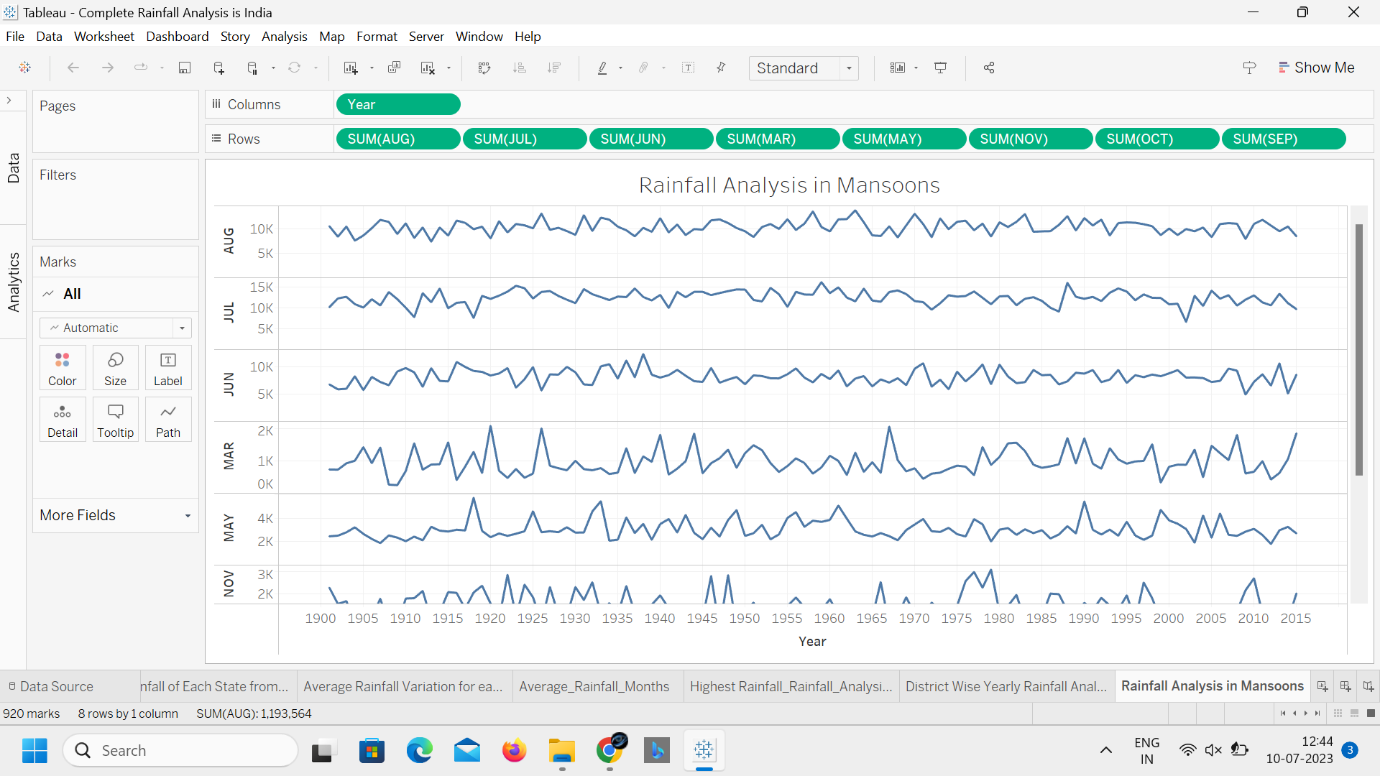 Tableau - Complete Rainfall Analysis is India
File Data Worksheet Dashboard Story Analysis Map Format Server Window Help
Standard
Show Me
Data
Analytics
Pages
Filters
Marks
All
Automatic
Color Size Label
Detail Tooltip Path
More Fields
Columns Year
Rows SUM(AUG) SUM(JUL) SUM(JUN) SUM(MAR) SUM(MAY) SUM(NOV) SUM(OCT) SUM(SEP)
Rainfall Analysis in Mansoons
AUG
10K
5K
JUL
15K
10K
5K
JUN
10K
5K
MAR
2K
1K
0K
MAY
4K
2K
NOV
3K
2K
1900 1905 1910 1915 1920 1925 1930 1935 1940 1945 1950 1955 1960 1965 1970 1975 1980 1985 1990 1995 2000 2005 2010 2015
Year
Data Source nfall of Each State from... Average Rainfall Variation for ea... Average_Rainfall_Months Highest Rainfall_Rainfall_Analysi... District Wise Yearly Rainfall Anal... Rainfall Analysis in Mansoons
920 marks 8 rows by 1 column SUM(AUG): 1,193,564
Search
ENG
IN
12:44
10-07-2023
3